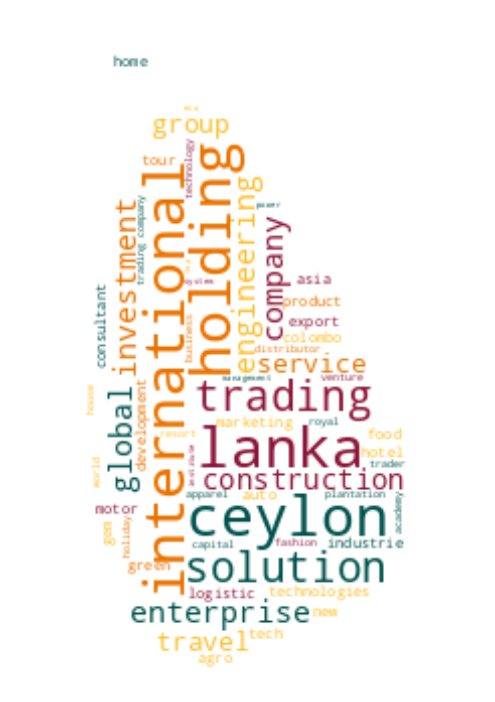 home
group
tour
technology
international
holding
investment
trading company
engineering
power
company
consultant
system
asia
product
export
business
colombo
distributor
service
management
venture
house
global
development
trading
marketing
royal
resort
lanka
food
hotel
trader
world
institute
construction
motor
apparel
auto
plantation
academy
ceylon
gem
holiday
capital
fashion
industrie
green
solution
logistic
technologies
enterprise
new
travel
tech
agro